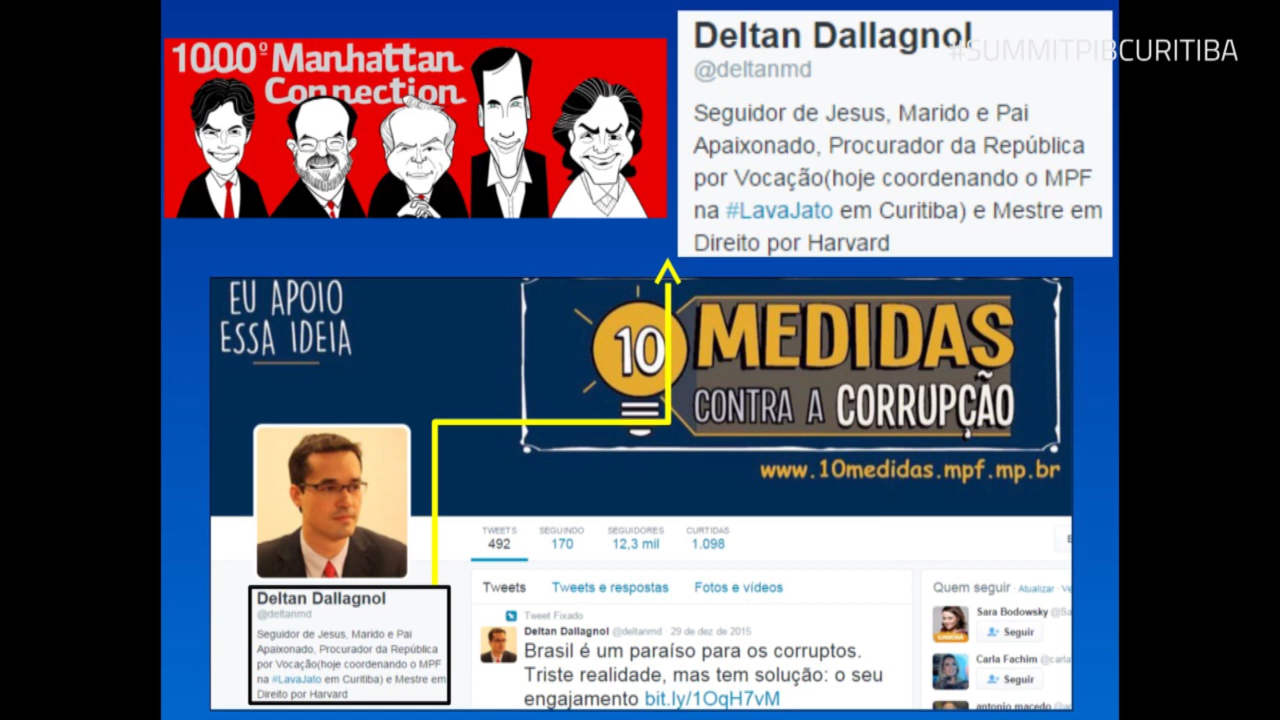 1000º Manhattan
Connection
Deltan Dallagnol
#SUMMITPIBCURITIBA
@deltanmd
Seguidor de Jesus, Marido e Pai
Apaixonado, Procurador da República
por Vocação(hoje coordenando o MPF
na #LavaJato em Curitiba) e Mestre em
Direito por Harvard
EU APOIO
ESSA IDEIA
10 MEDIDAS
CONTRA A CORRUPÇÃO
www.10medidas.mpf.mp.br
TWEETS SEGUINDO SEGUIDORES CURTIDAS
492 170 12,3 mil 1.098
Deltan Dallagnol
@deltanmd
Seguidor de Jesus, Marido e Pai
Apaixonado, Procurador da República
por Vocação(hoje coordenando o MPF
na #LavaJato em Curitiba) e Mestre em
Direito por Harvard
Tweets Tweets e respostas Fotos e vídeos
Tweet Fixado
Deltan Dallagnol @deltanmd · 29 de dez de 2015
Brasil é um paraíso para os corruptos.
Triste realidade, mas tem solução: o seu
engajamento bit.ly/1OqH7vM
Quem seguir · Atualizar ·
Sara Bodowsky
Seguir
Carla Fachim @carla
Seguir
antonio macedo